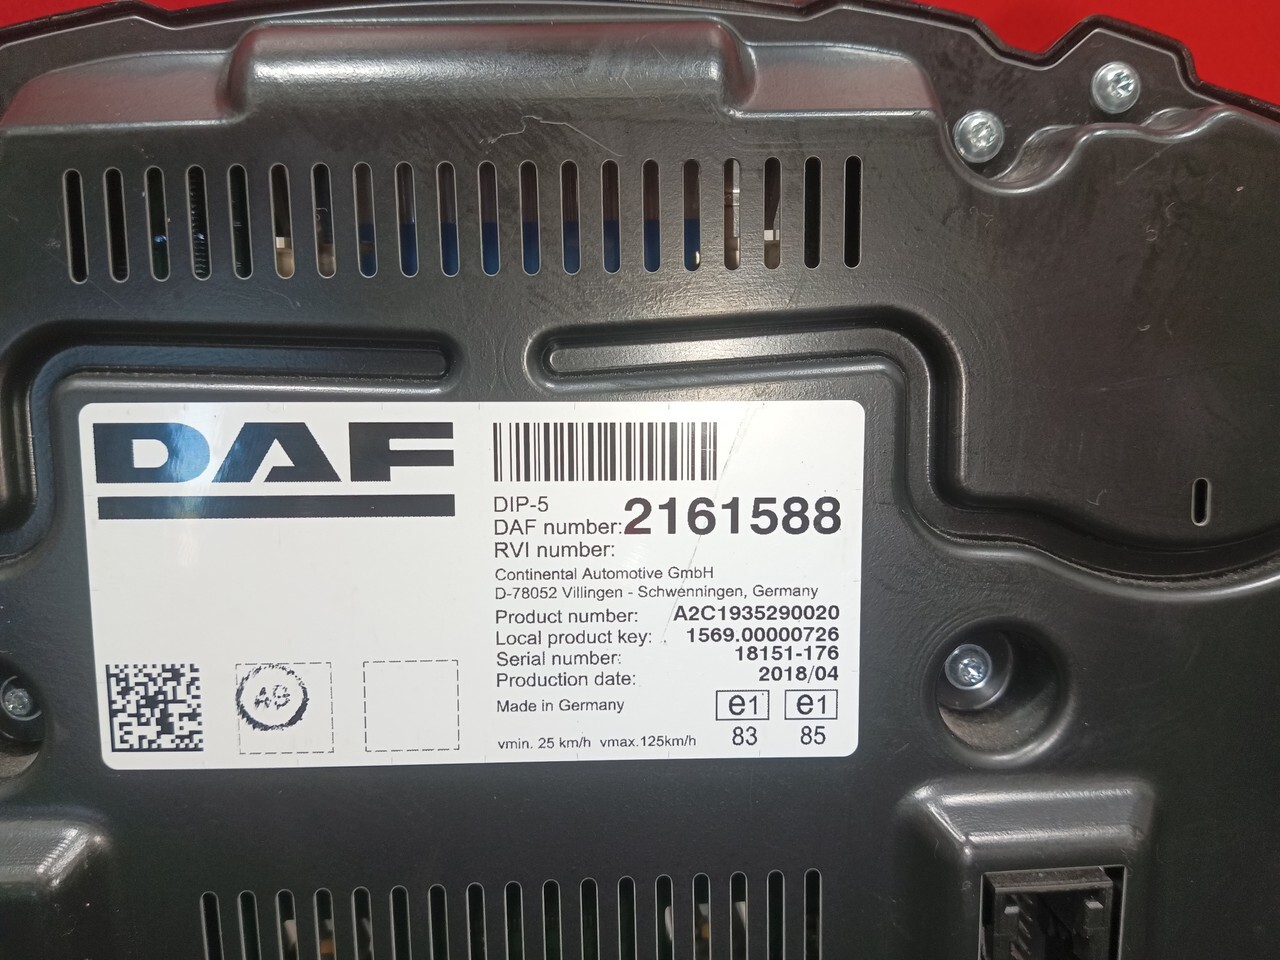 DAF
DIP-5
DAF number: 2161588
RVI number:
Continental Automotive GmbH
D-78052 Villingen - Schwenningen, Germany
Product number: A2C1935290020
Local product key: 1569.00000726
Serial number: 18151-176
Production date: 2018/04
Made in Germany
e1 e1
83 85
vmin. 25 km/h vmax.125km/h